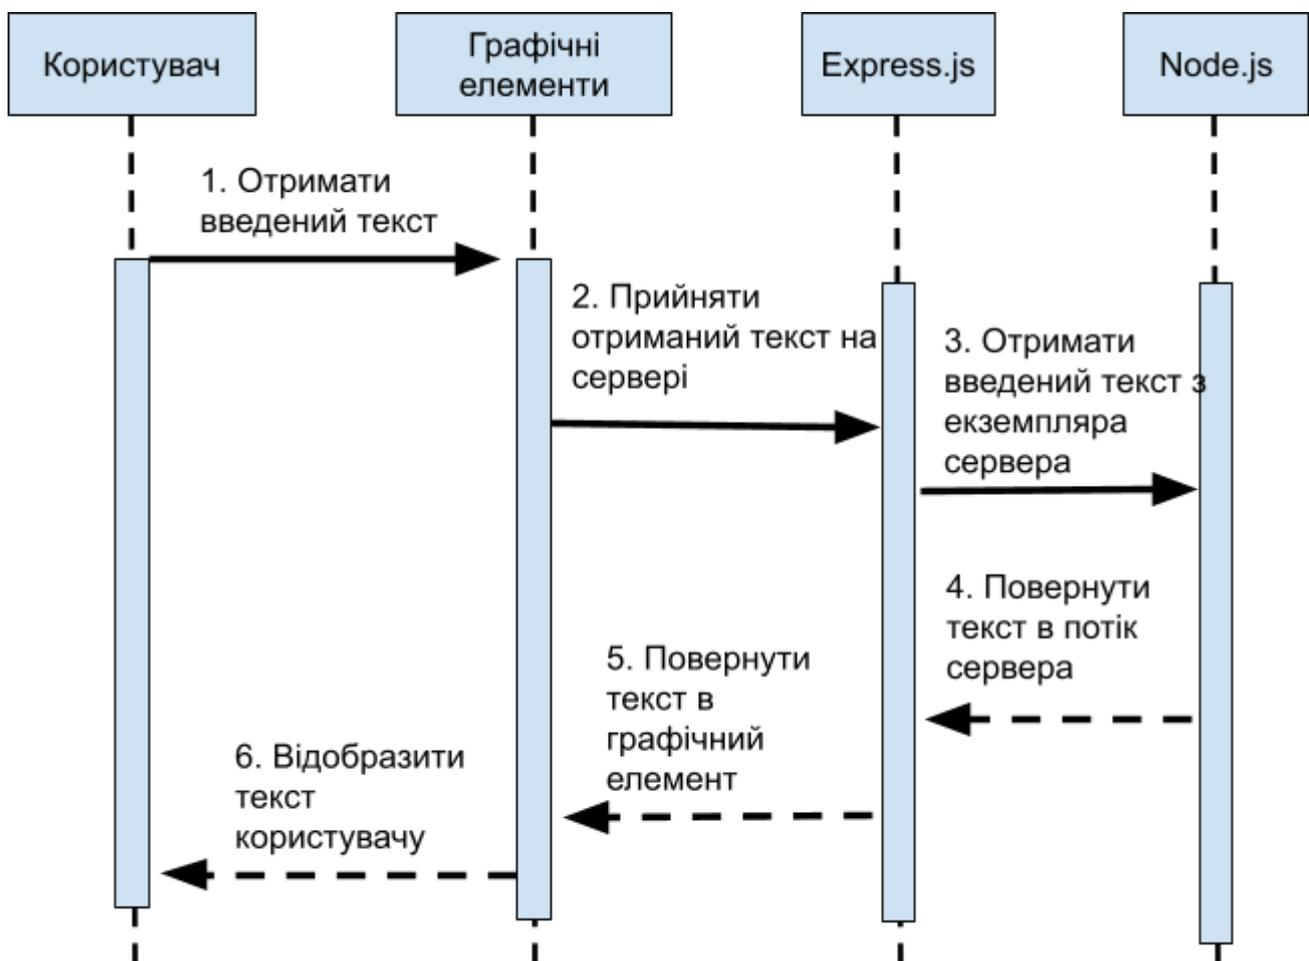 Користувач
Графічні
елементи
Express.js
Node.js
1. Отримати
введений текст
2. Прийняти
отриманий текст на
сервері
3. Отримати
введений текст з
екземпляра
сервера
4. Повернути
текст в потік
сервера
5. Повернути
текст в
графічний
елемент
6. Відобразити
текст
користувачу